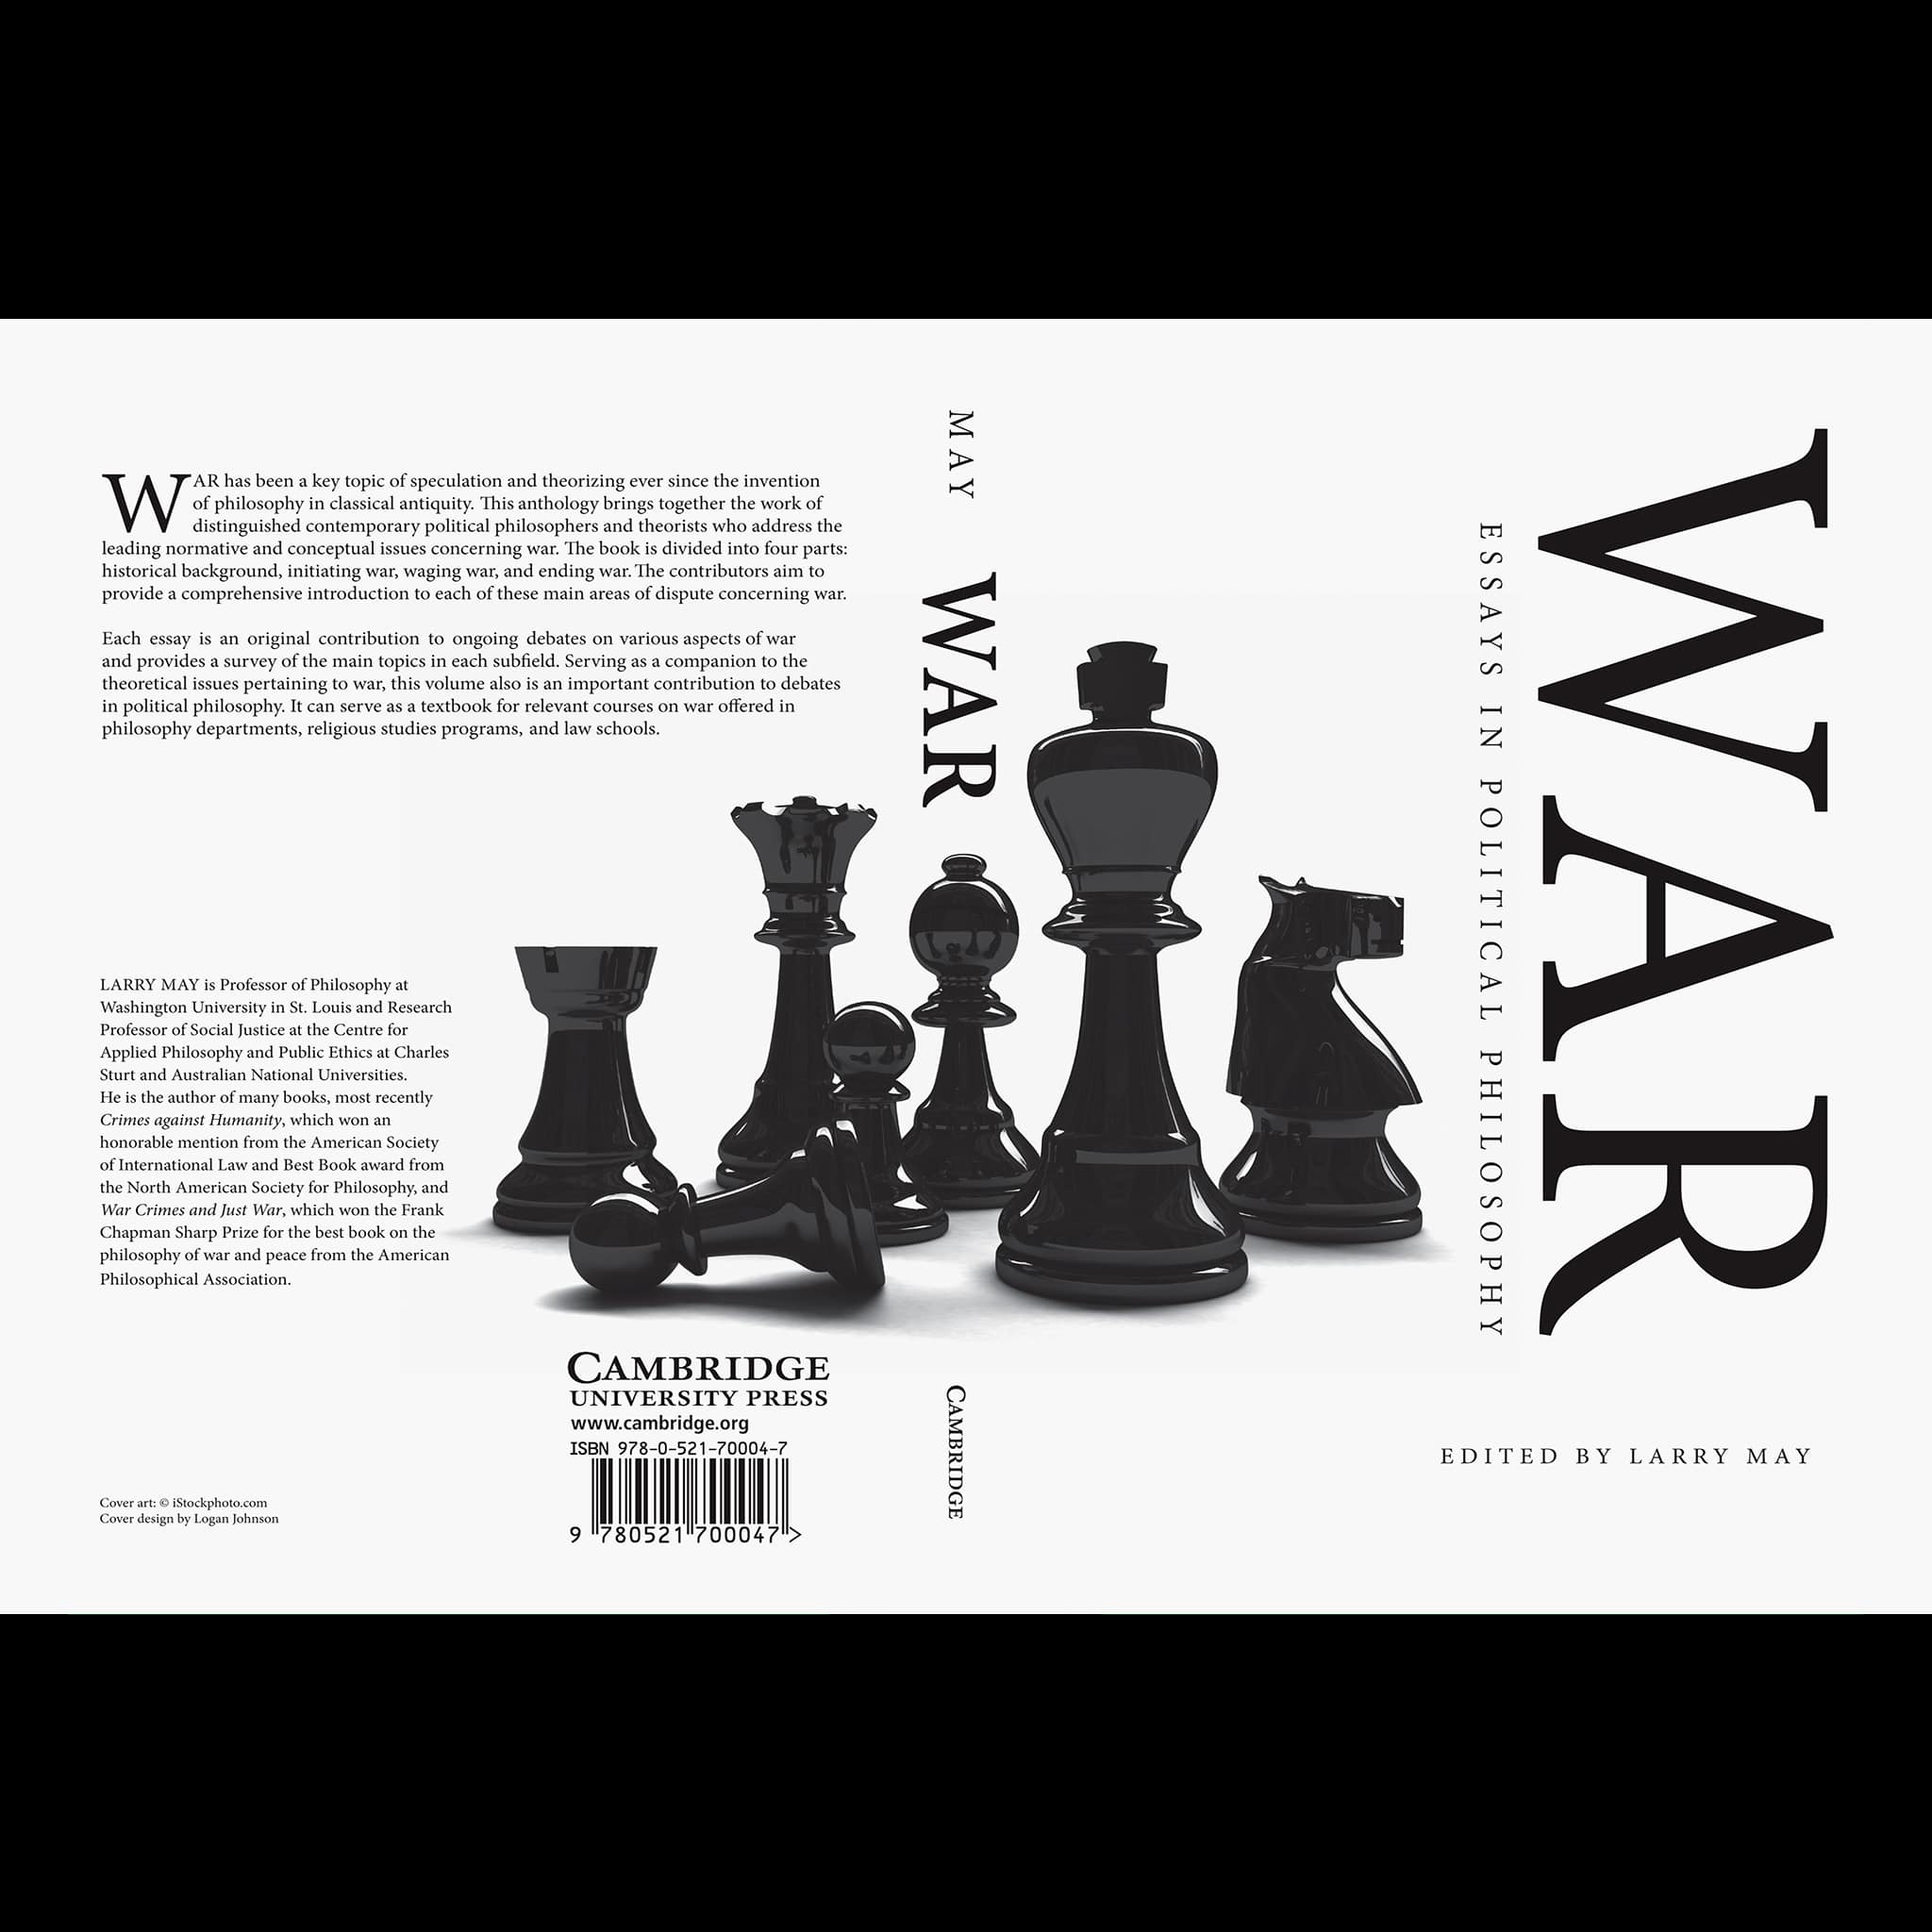 WAR has been a key topic of speculation and theorizing ever since the invention
of philosophy in classical antiquity. This anthology brings together the work of
distinguished contemporary political philosophers and theorists who address the
leading normative and conceptual issues concerning war. The book is divided into four parts:
historical background, initiating war, waging war, and ending war. The contributors aim to
provide a comprehensive introduction to each of these main areas of dispute concerning war.
Each essay is an original contribution to ongoing debates on various aspects of war
and provides a survey of the main topics in each subfield. Serving as a companion to the
theoretical issues pertaining to war, this volume also is an important contribution to debates
in political philosophy. It can serve as a textbook for relevant courses on war offered in
philosophy departments, religious studies programs, and law schools.
LARRY MAY is Professor of Philosophy at
Washington University in St. Louis and Research
Professor of Social Justice at the Centre for
Applied Philosophy and Public Ethics at Charles
Sturt and Australian National Universities.
He is the author of many books, most recently
Crimes against Humanity, which won an
honorable mention from the American Society
of International Law and Best Book award from
the North American Society for Philosophy, and
War Crimes and Just War, which won the Frank
Chapman Sharp Prize for the best book on the
philosophy of war and peace from the American
Philosophical Association.
Cover art: © iStockphoto.com
Cover design by Logan Johnson
CAMBRIDGE
UNIVERSITY PRESS
www.cambridge.org
ISBN 978-0-521-70004-7
9 780521 700047 >
MAY
WAR
CAMBRIDGE
WAR
ESSAYS IN POLITICAL PHILOSOPHY
EDITED BY LARRY MAY